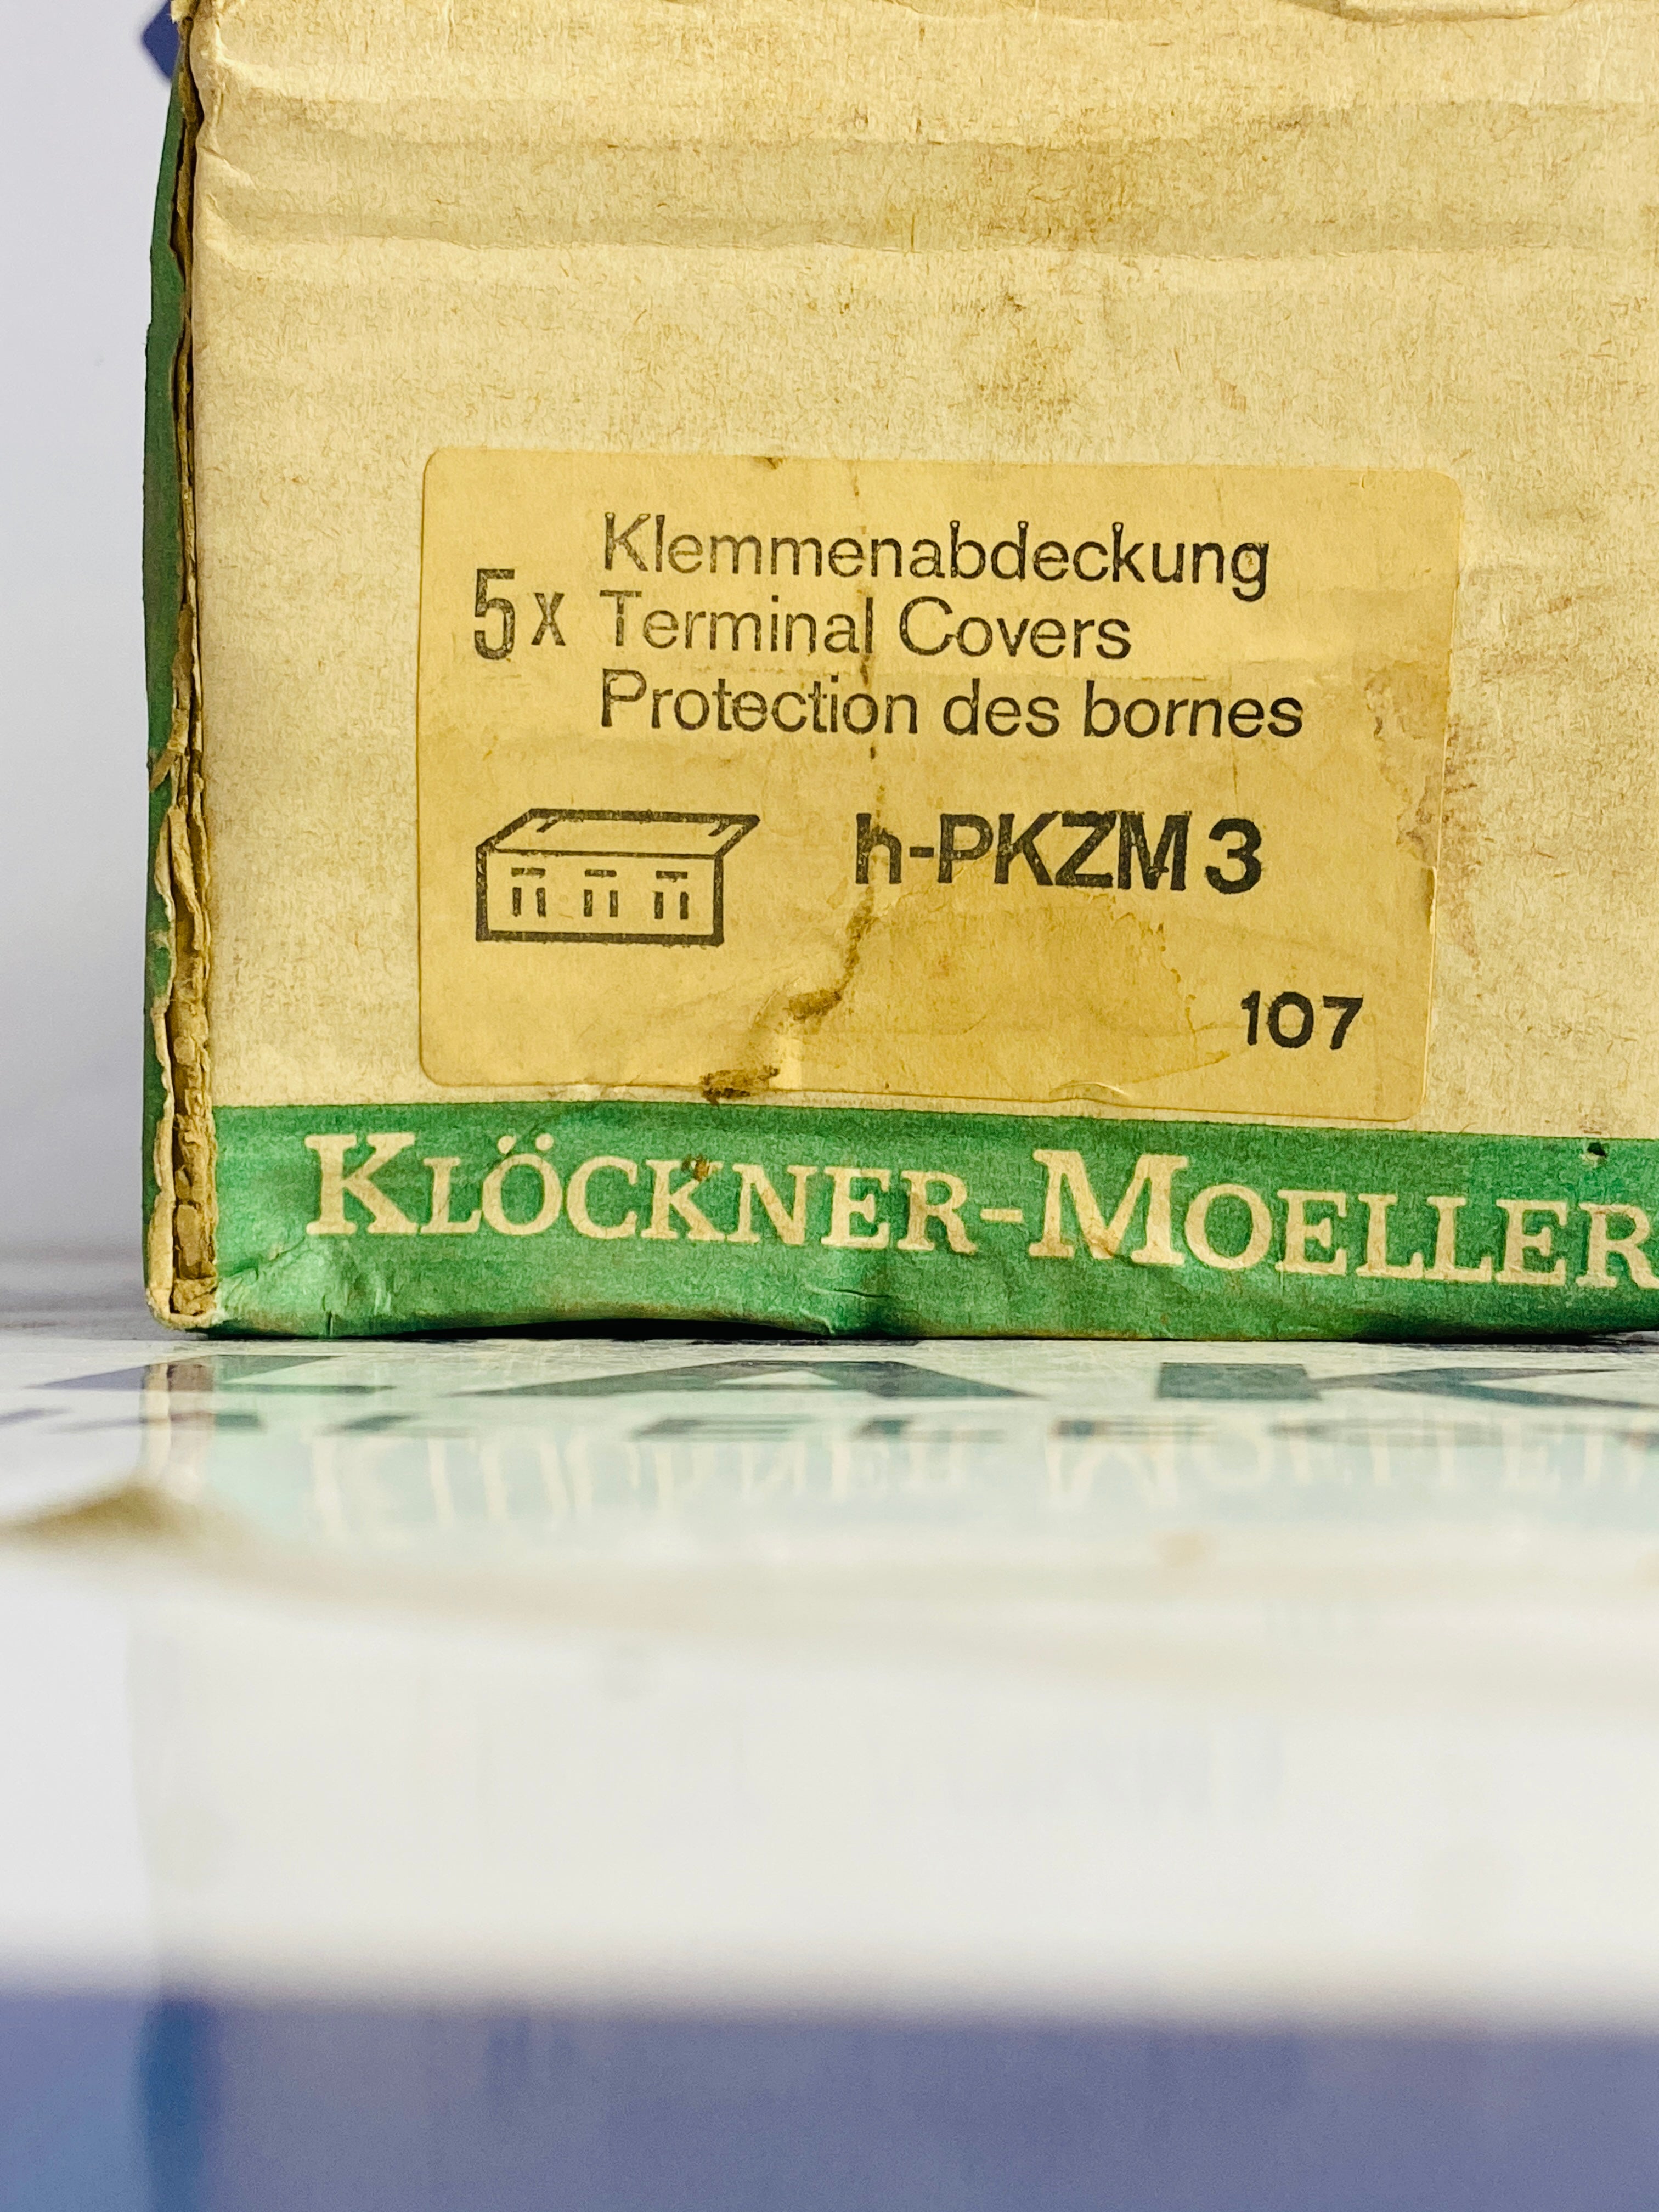 Klemmenabdeckung
5x Terminal Covers
Protection des bornes
h-PKZM 3
107
KLÖCKNER-MOELLER